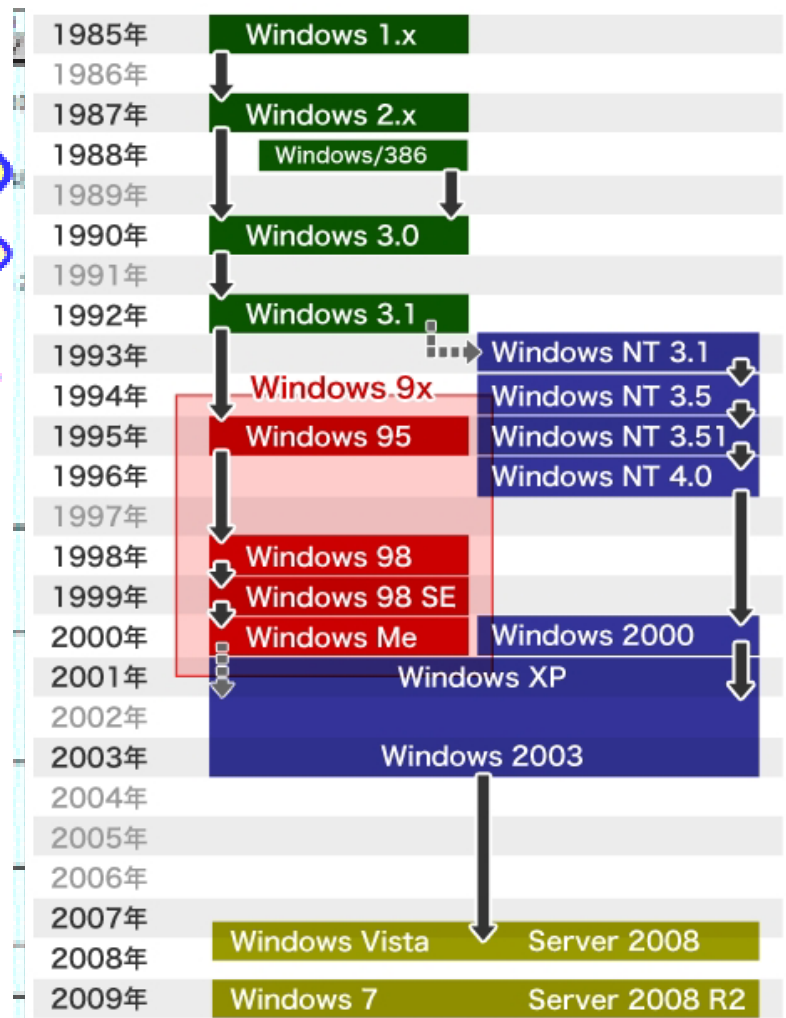 1985年 Windows 1.x
1986年
1987年 Windows 2.x
1988年 Windows/386
1989年
1990年 Windows 3.0
1991年
1992年 Windows 3.1
1993年 Windows NT 3.1
Windows 9x
1994年 Windows NT 3.5
1995年 Windows 95 Windows NT 3.51
1996年 Windows NT 4.0
1997年
1998年 Windows 98
1999年 Windows 98 SE
2000年 Windows Me Windows 2000
2001年 Windows XP
2002年
2003年 Windows 2003
2004年
2005年
2006年
2007年
Windows Vista Server 2008
2008年
2009年 Windows 7 Server 2008 R2